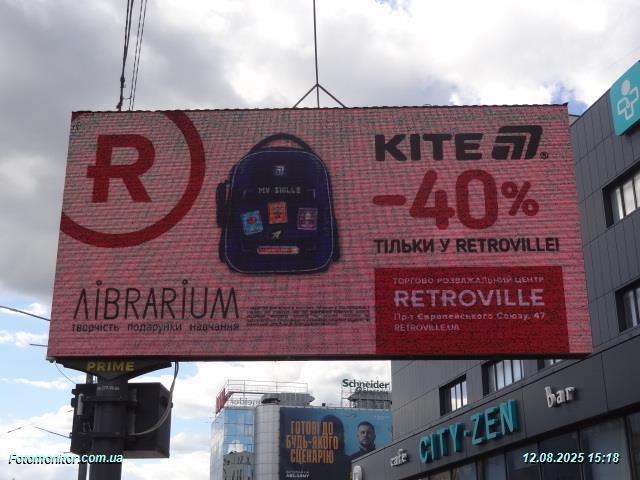 R
KITE
-40%
ТІЛЬКИ У RETROVILLE!
MY SKILLS
ЛІBRARIUM
творчість подарунки навчання
ТОРГОВО РОЗВАЖАЛЬНИЙ ЦЕНТР
RETROVILLE
Пр-т Європейського Союзу, 47
RETROVILLE.UA
PRIME
Schneider
ГОТОВІ ДО
БУДЬ-ЯКОГО
СЦЕНАРІЮ
CITY-ZEN
cafe
bar
Fotomonitor.com.ua
12.08.2025 15:18